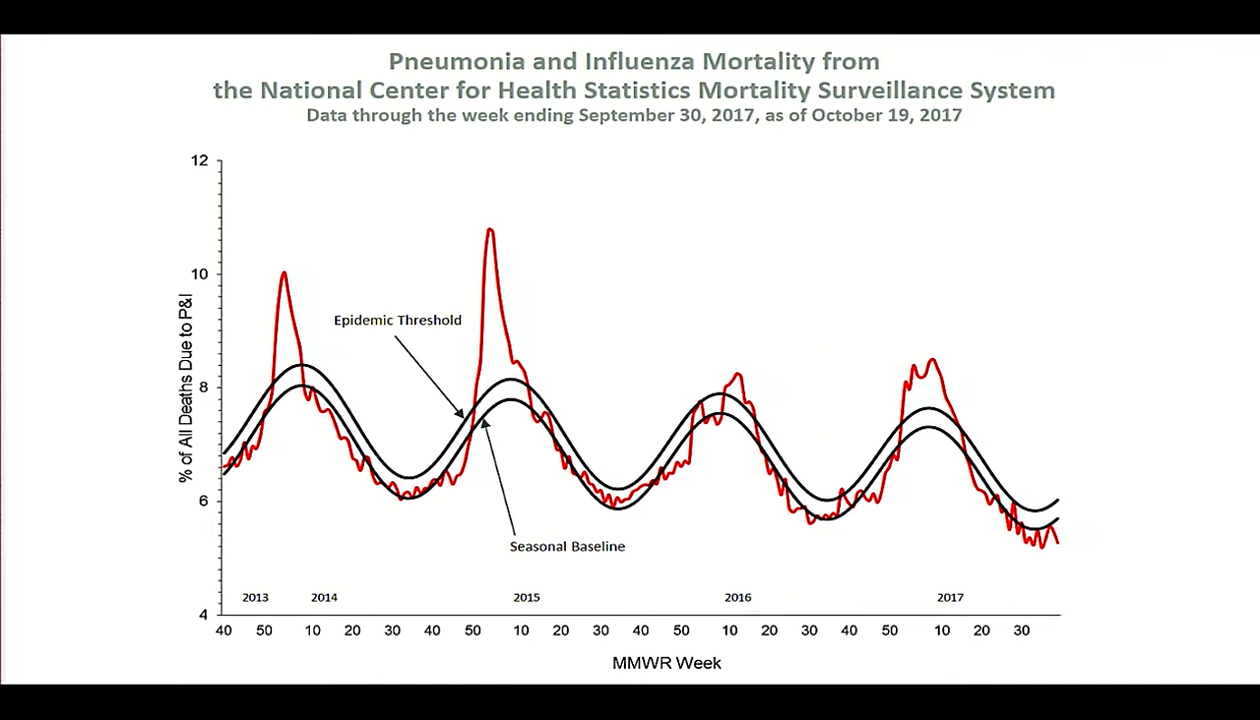 Pneumonia and Influenza Mortality from
the National Center for Health Statistics Mortality Surveillance System
Data through the week ending September 30, 2017, as of October 19, 2017
% of All Deaths Due to P&I
12
10
8
6
4
Epidemic Threshold
Seasonal Baseline
2013 2014 2015 2016 2017
40 50 10 20 30 40 50 10 20 30 40 50 10 20 30 40 50 10 20 30
MMWR Week